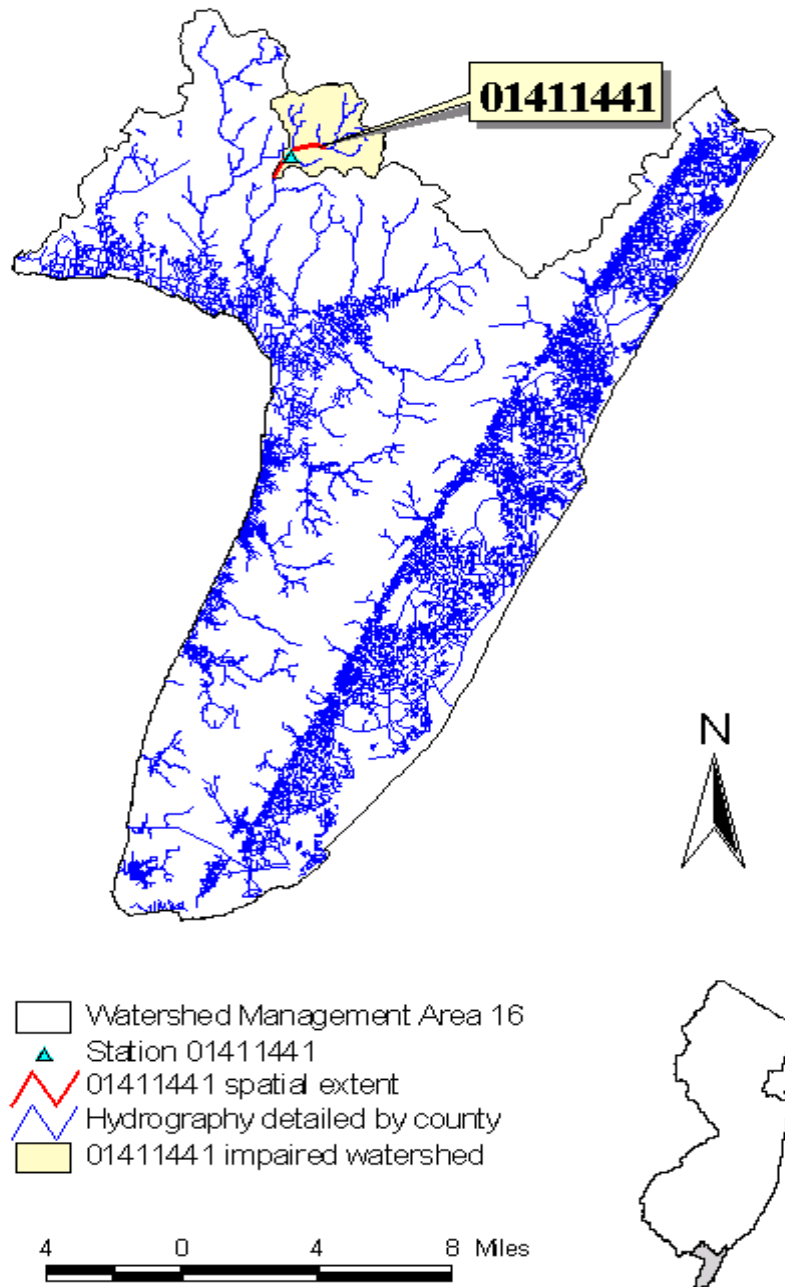 01411441
N
Watershed Management Area 16
Station 01411441
01411441 spatial extent
Hydrography detailed by county
01411441 impaired watershed
4 0 4 8 Miles